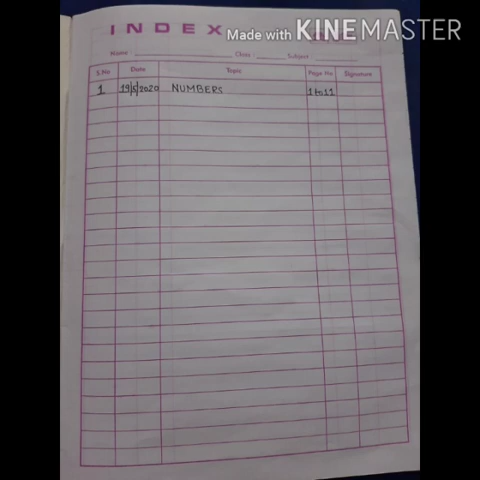 INDEX
Made with KINEMASTER
Name : Class : Subject :
S.No Date Topic Page No Signature
1 19/5/2020 NUMBERS 1 to 11